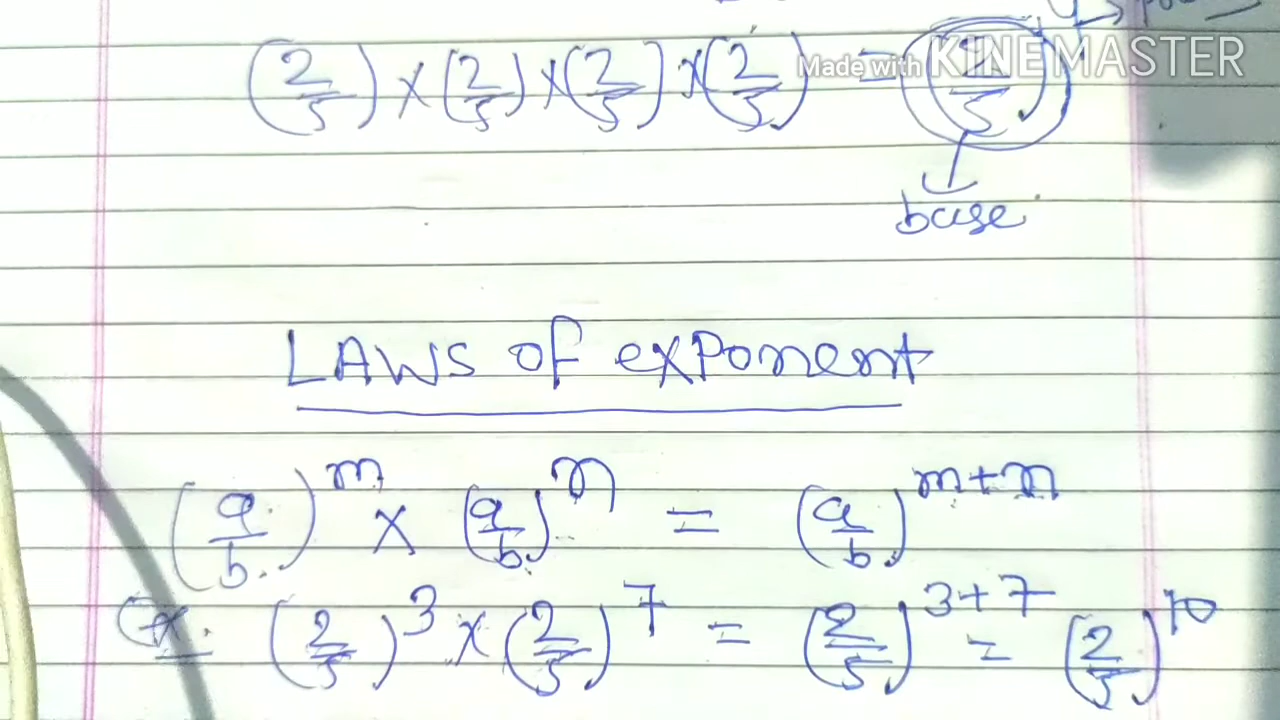 (2/5) × (2/5) × (2/5) × (2/5) = (2/5)
Made with KINEMASTER
base
LAWS of exponent
(a/b)^m × (a/b)^n = (a/b)^m+n
Ex. (2/5)^3 × (2/5)^7 = (2/5)^3+7 = (2/5)^10